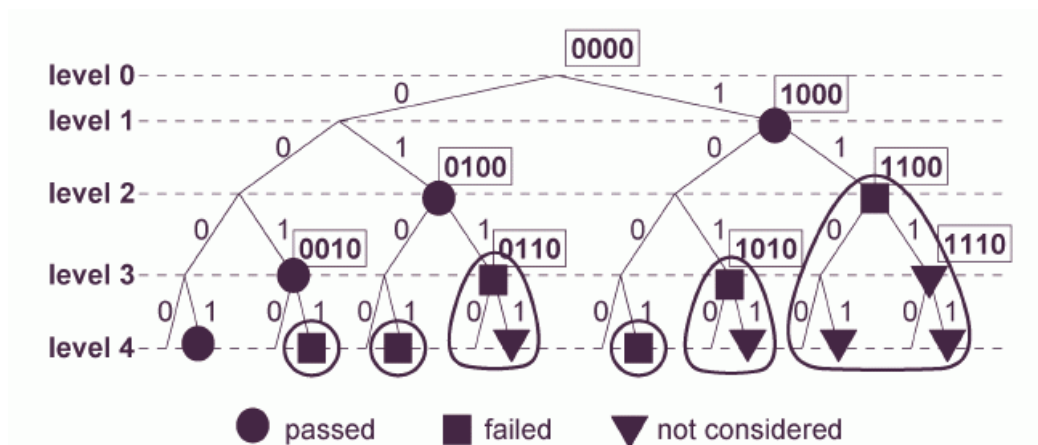 0000
level 0
0 1 1000
level 1
0 1 0 1
0100 1100
level 2
0 1 0 1 0 1 0 1
0010 0110 1010 1110
level 3
0 1 0 1 0 1 0 1 0 1 0 1 0 1 0 1
level 4
passed failed not considered